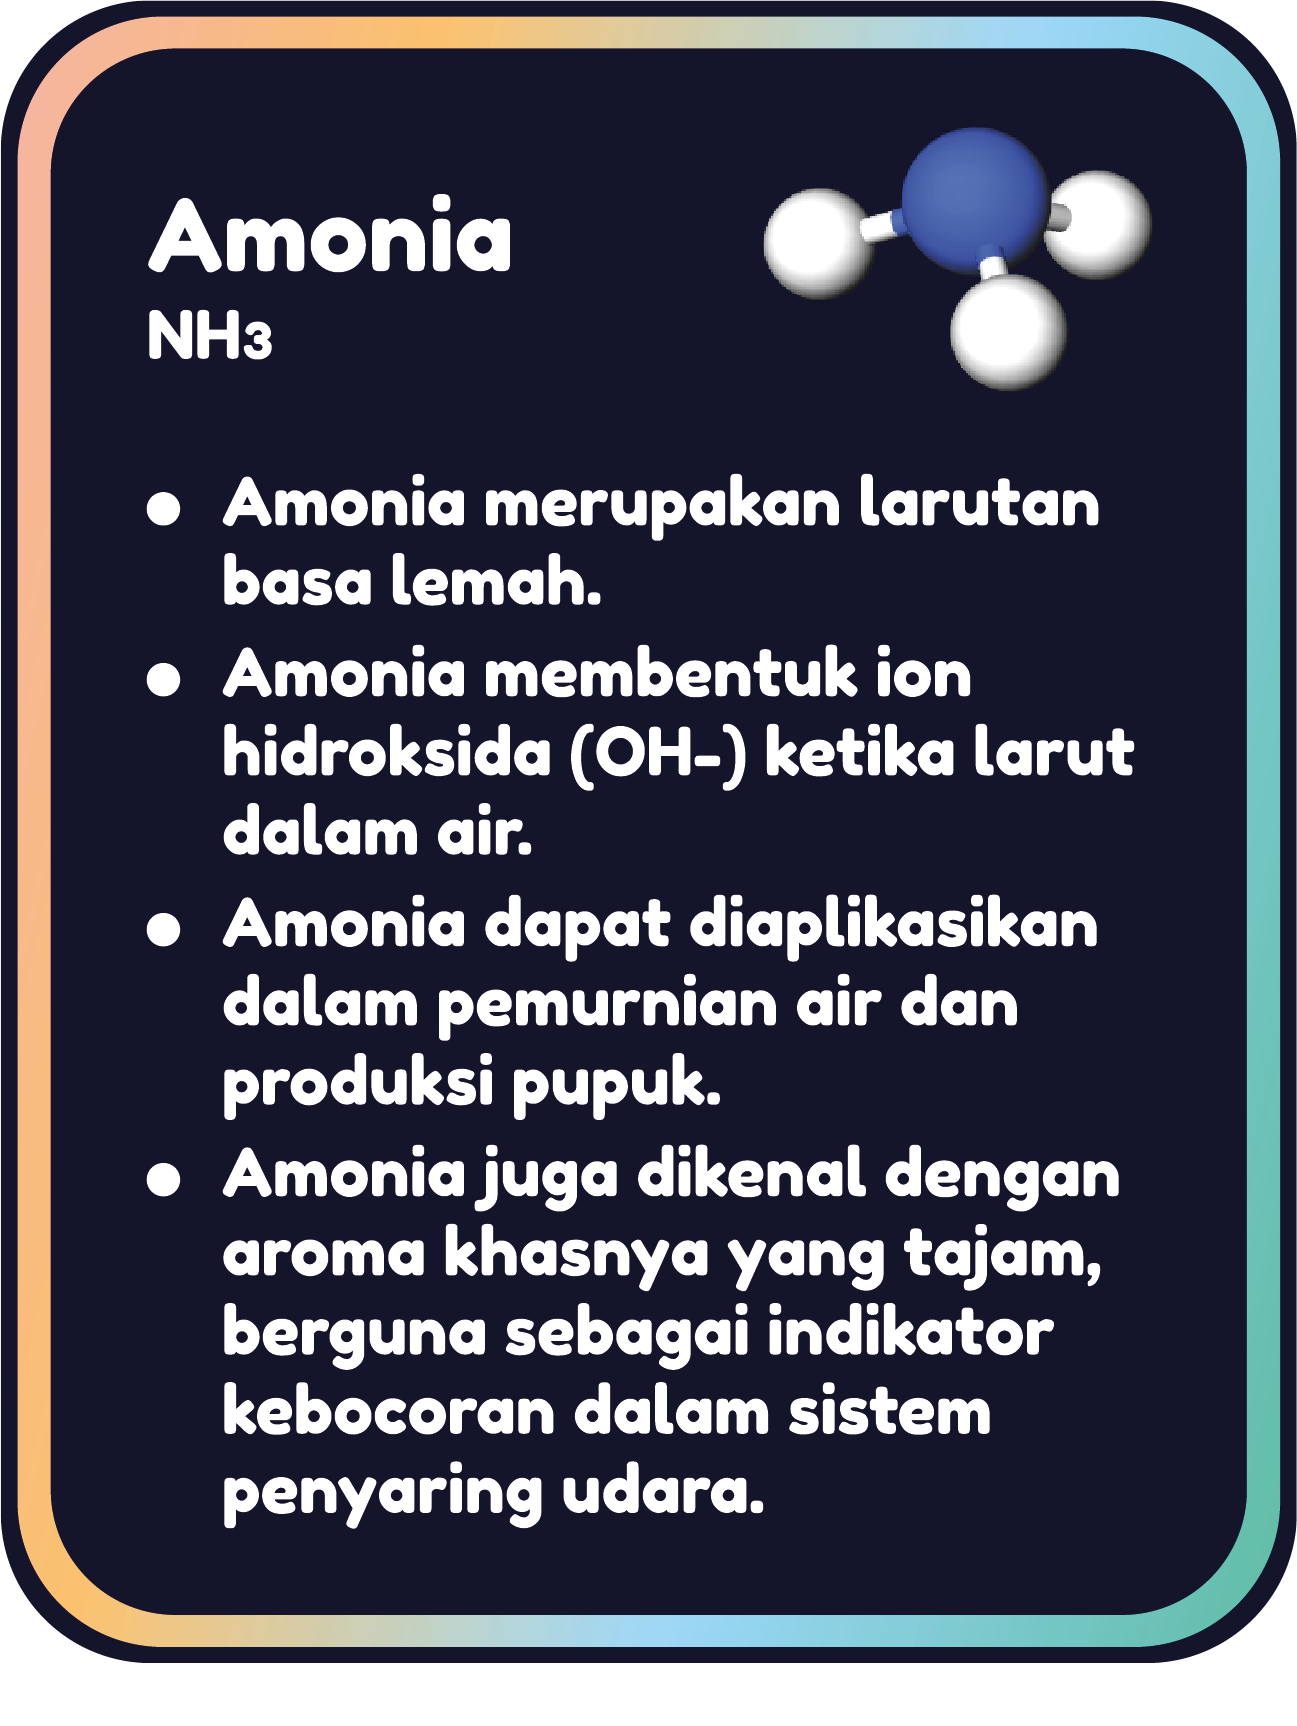 Amonia
NH3
● Amonia merupakan larutan
basa lemah.
● Amonia membentuk ion
hidroksida (OH-) ketika larut
dalam air.
● Amonia dapat diaplikasikan
dalam pemurnian air dan
produksi pupuk.
● Amonia juga dikenal dengan
aroma khasnya yang tajam,
berguna sebagai indikator
kebocoran dalam sistem
penyaring udara.